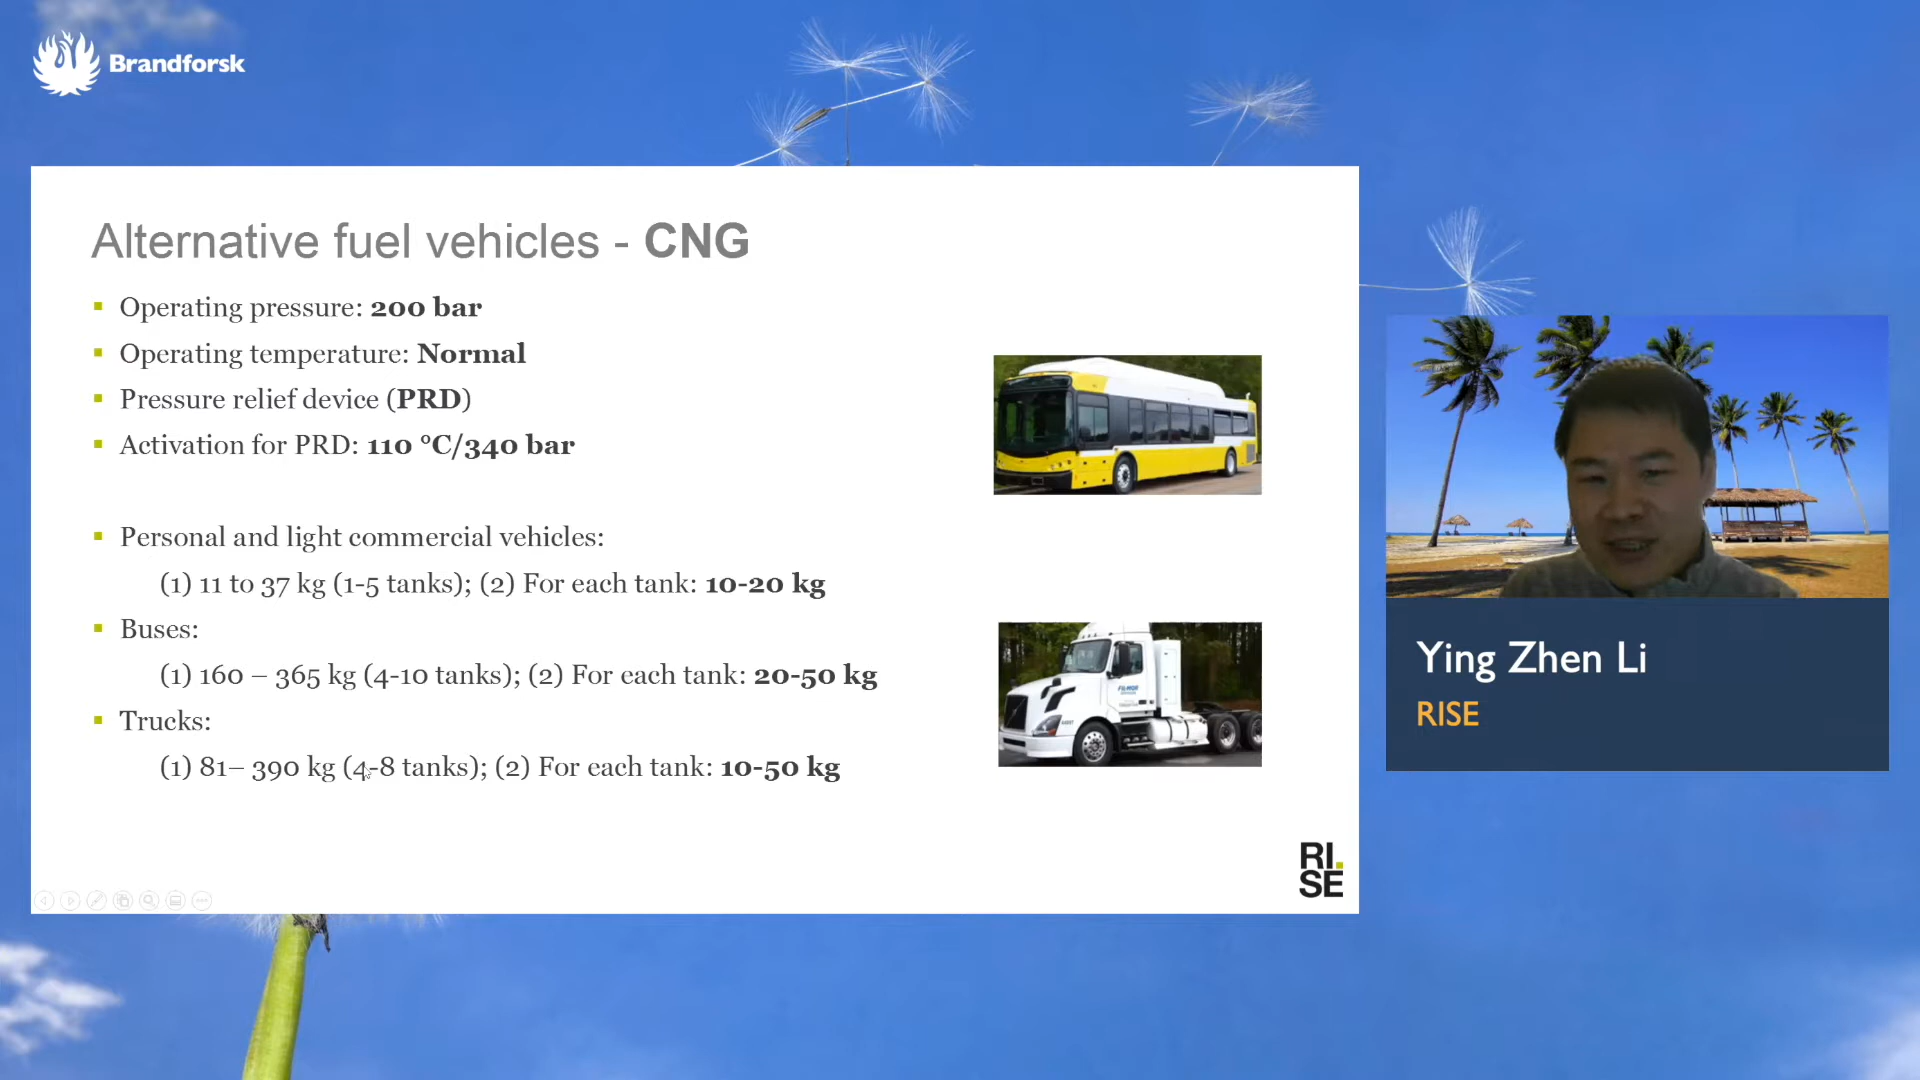 Brandforsk
Alternative fuel vehicles - CNG
Operating pressure: 200 bar
Operating temperature: Normal
Pressure relief device (PRD)
Activation for PRD: 110 °C/340 bar
Personal and light commercial vehicles:
(1) 11 to 37 kg (1-5 tanks); (2) For each tank: 10-20 kg
Buses:
(1) 160 – 365 kg (4-10 tanks); (2) For each tank: 20-50 kg
Trucks:
(1) 81– 390 kg (4-8 tanks); (2) For each tank: 10-50 kg
RI.
SE
Ying Zhen Li
RISE